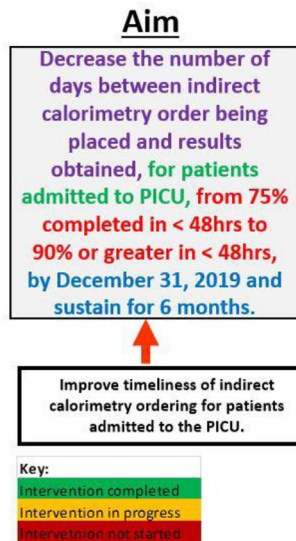 Aim
Decrease the number of
days between indirect
calorimetry order being
placed and results
obtained, for patients
admitted to PICU, from 75%
completed in < 48hrs to
90% or greater in < 48hrs,
by December 31, 2019 and
sustain for 6 months.
Improve timeliness of indirect
calorimetry ordering for patients
admitted to the PICU.
Key:
Intervention completed
Intervention in progress
Intervetnion not started